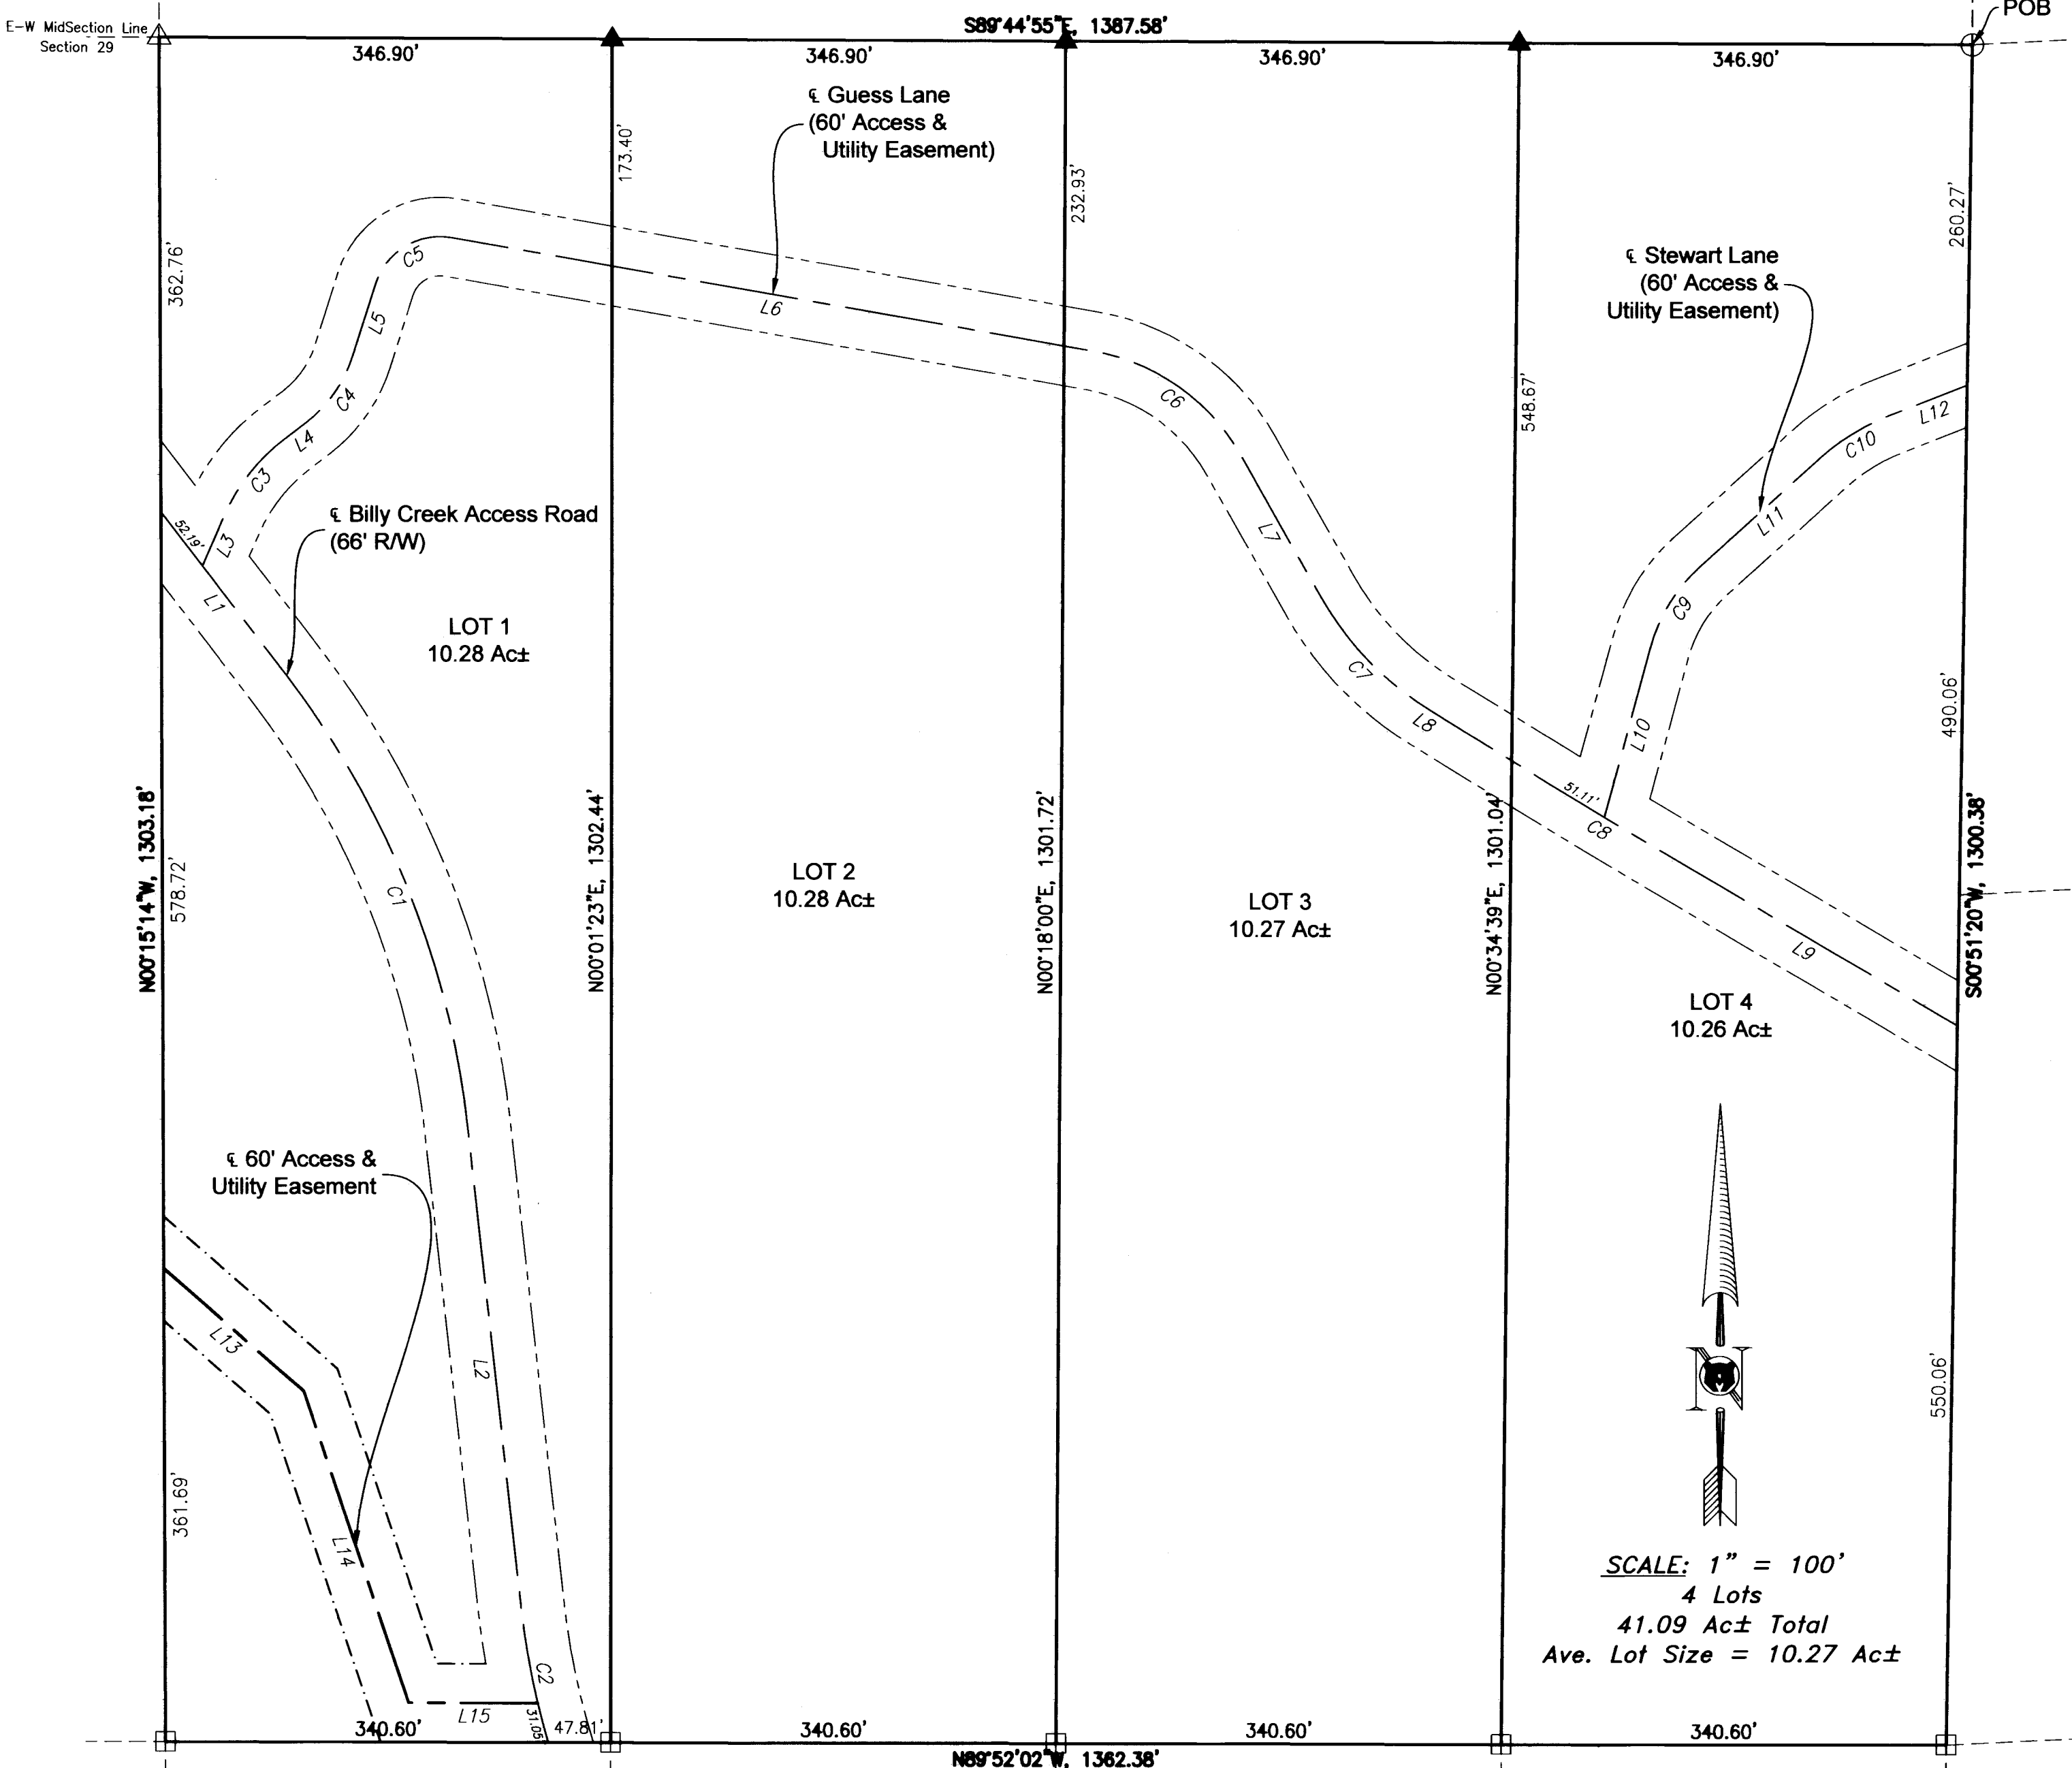 E-W MidSection Line
Section 29
S89°44'55"E, 1387.58'
POB
346.90'
346.90'
346.90'
346.90'
℄ Guess Lane
(60' Access &
Utility Easement)
173.40'
232.93'
260.27'
362.76'
℄ Stewart Lane
(60' Access &
Utility Easement)
C5
L5
L6
C4
L4
C3
C6
548.67'
L12
C10
L11
52.19'
L3
℄ Billy Creek Access Road
(66' R/W)
L1
L7
C9
LOT 1
10.28 Ac±
C7
L8
L10
490.06'
51.11'
C8
N00°15'14"W, 1303.18'
578.72'
N00°01'23"E, 1302.44'
N00°18'00"E, 1301.72'
N00°34'39"E, 1301.04'
S00°51'20"W, 1300.38'
C1
LOT 2
10.28 Ac±
LOT 3
10.27 Ac±
L9
LOT 4
10.26 Ac±
℄ 60' Access &
Utility Easement
L13
L2
N
550.06'
361.69'
L14
SCALE: 1" = 100'
4 Lots
41.09 Ac± Total
Ave. Lot Size = 10.27 Ac±
C2
L15
31.05'
47.81'
340.60'
340.60'
340.60'
340.60'
N89°52'02"W, 1362.38'